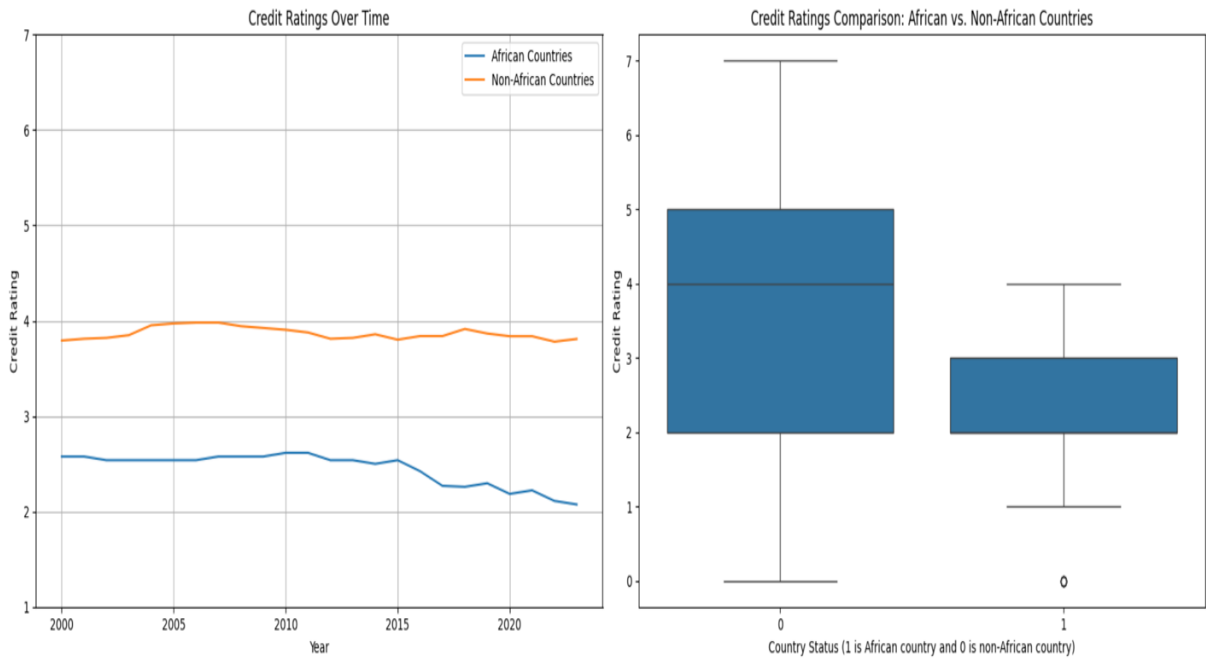 Credit Ratings Over Time
7
6
5
4
3
2
1
Credit Rating
African Countries
Non-African Countries
2000 2005 2010 2015 2020
Year
Credit Ratings Comparison: African vs. Non-African Countries
7
6
5
4
3
2
1
0
Credit Rating
0 1
Country Status (1 is African country and 0 is non-African country)